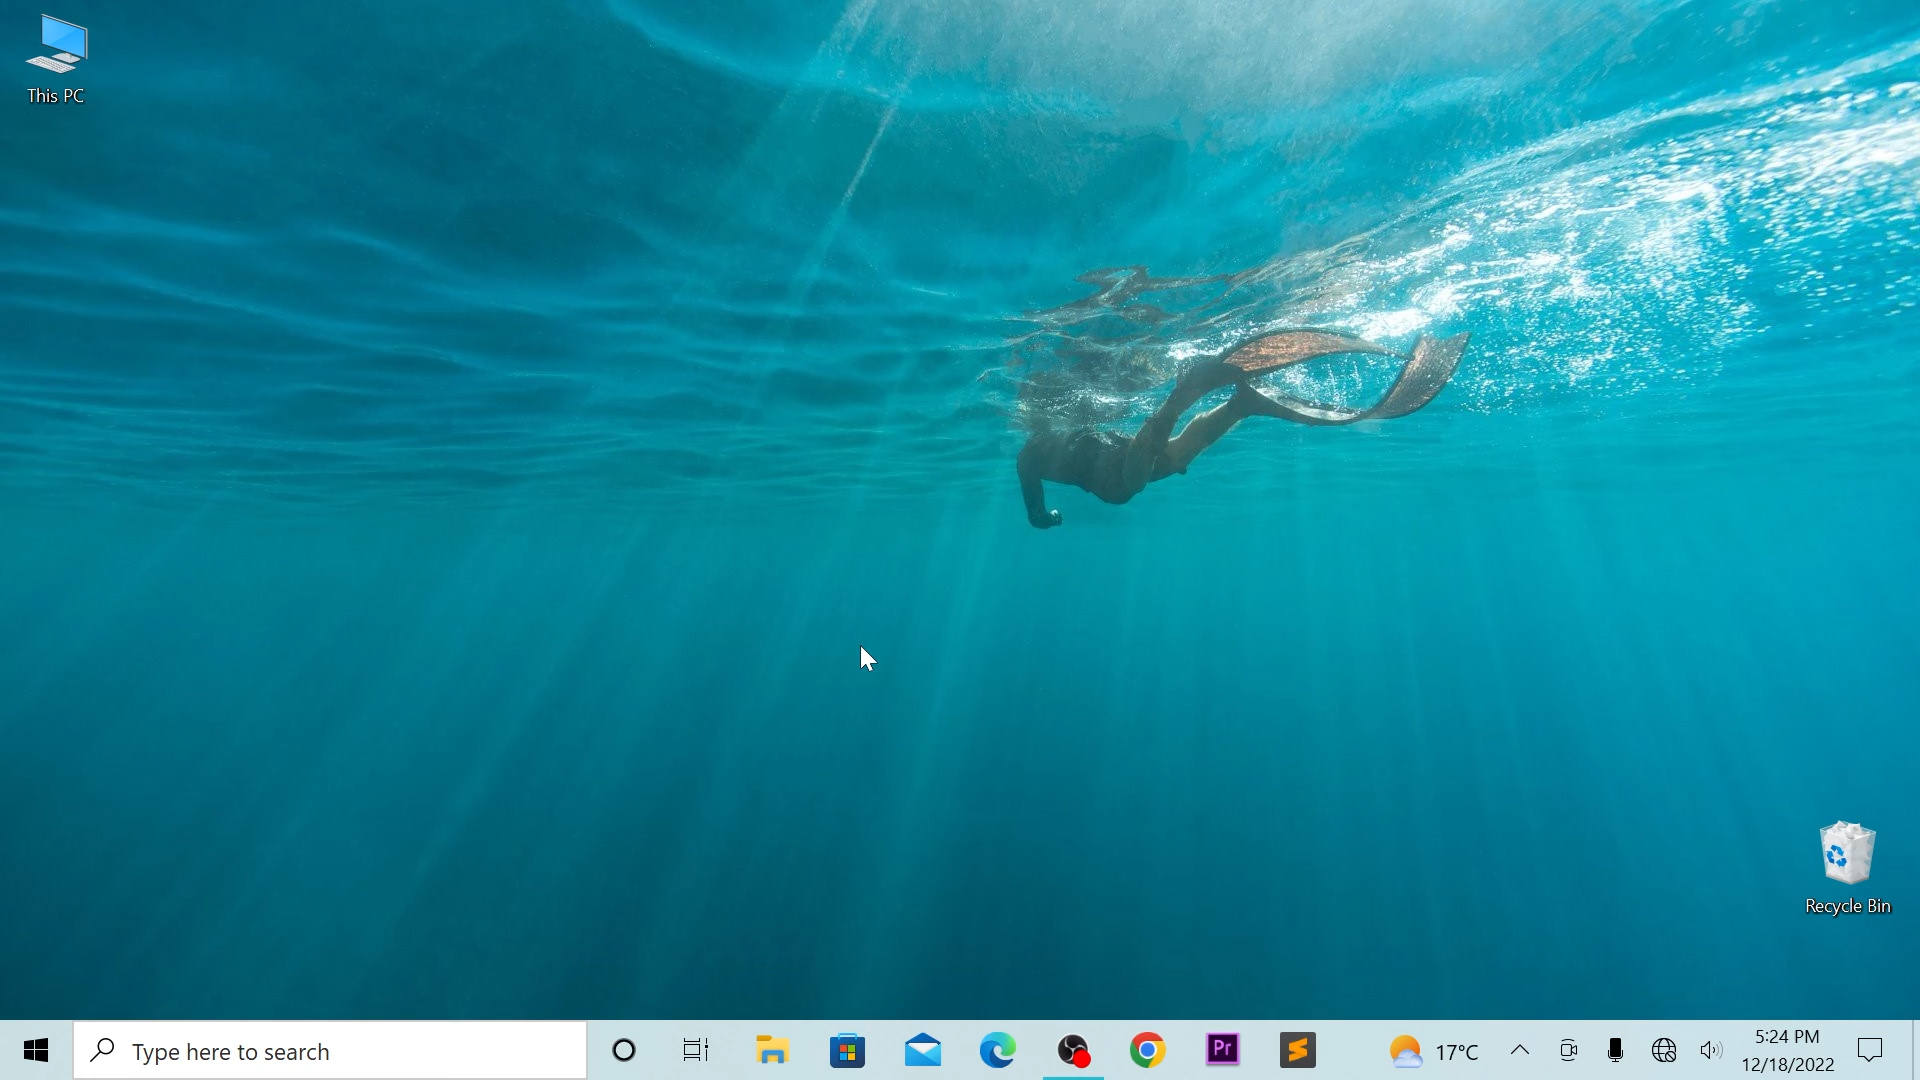 This PC
Recycle Bin
Type here to search
Pr
17°C
5:24 PM
12/18/2022